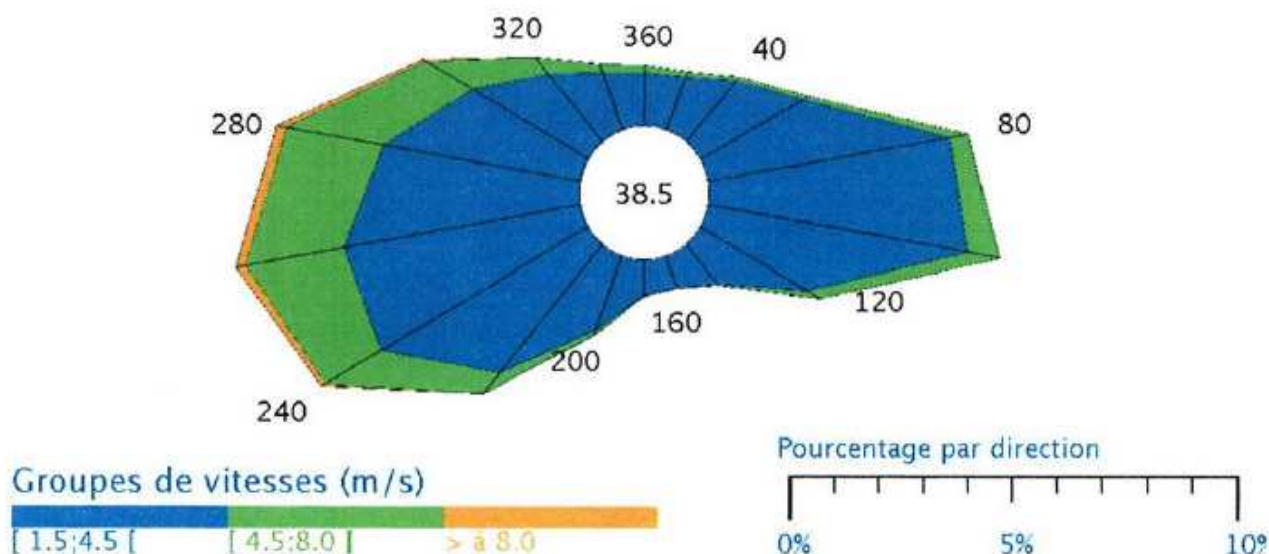 320 360 40
280 80
38.5
120
160
200
240
Pourcentage par direction
Groupes de vitesses (m/s)
[ 1.5;4.5 [ [ 4.5;8.0 [ > à 8.0
0% 5% 10%